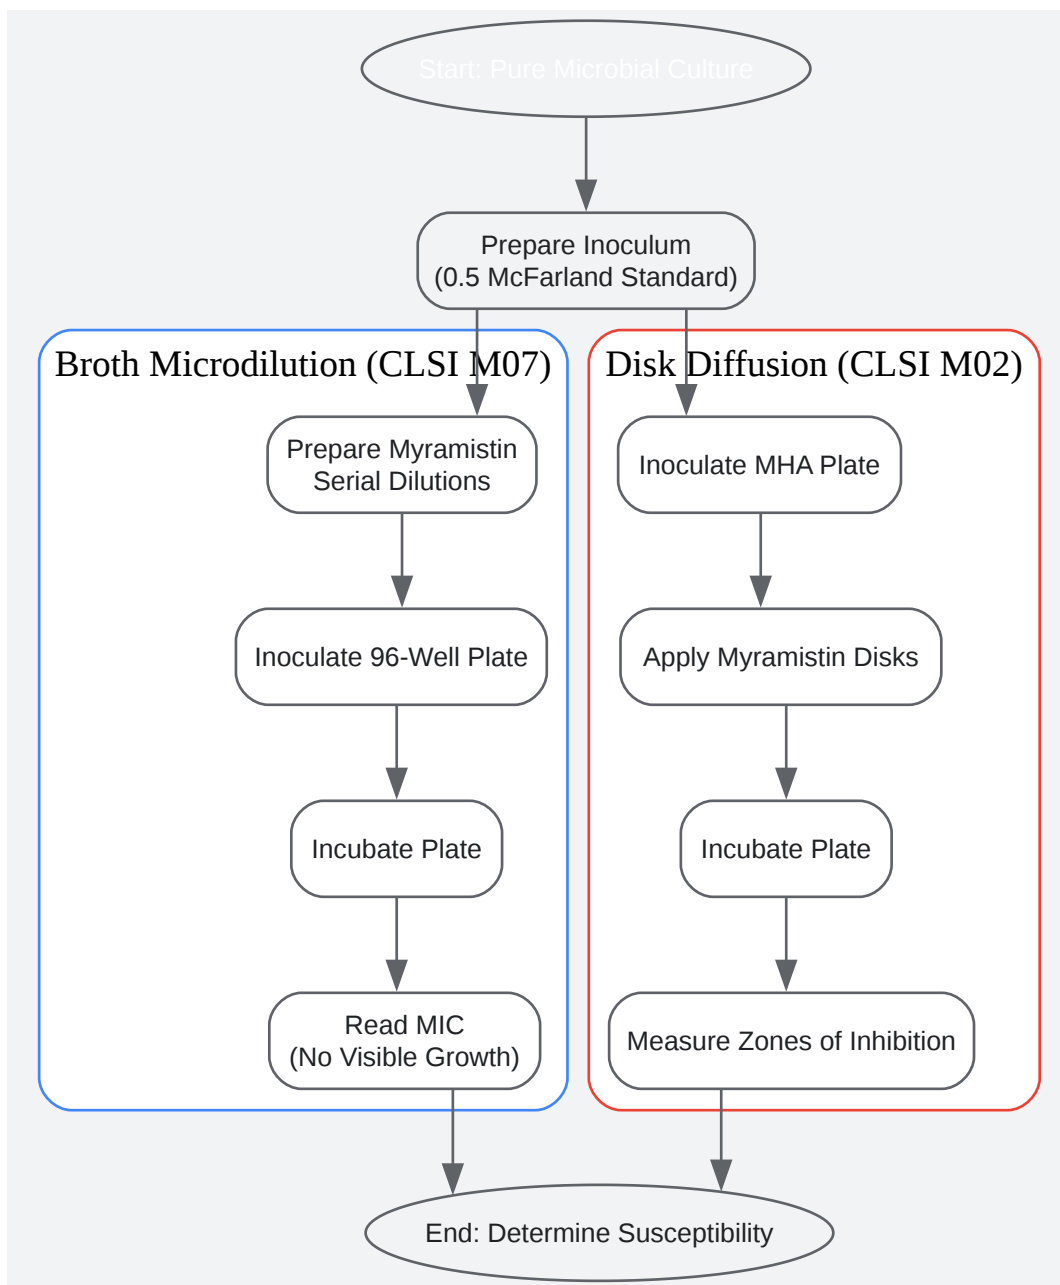 Start: Pure Microbial Culture
Prepare Inoculum
(0.5 McFarland Standard)
Broth Microdilution (CLSI M07)
Prepare Myramistin
Serial Dilutions
Inoculate 96-Well Plate
Incubate Plate
Read MIC
(No Visible Growth)
Disk Diffusion (CLSI M02)
Inoculate MHA Plate
Apply Myramistin Disks
Incubate Plate
Measure Zones of Inhibition
End: Determine Susceptibility